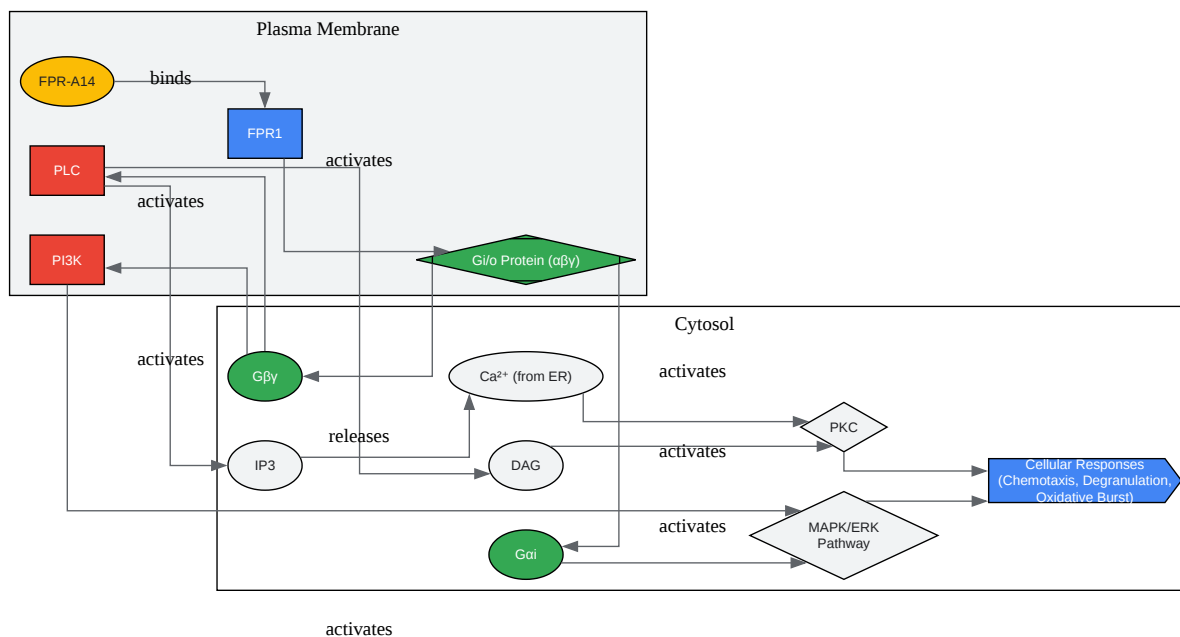 Plasma Membrane
FPR-A14
binds
FPR1
activates
PLC
activates
PI3K
Gi/o Protein (αβγ)
Cytosol
activates
Gβγ
Ca²⁺ (from ER)
activates
PKC
releases
IP3
DAG
activates
Cellular Responses
(Chemotaxis, Degranulation,
Oxidative Burst)
activates
MAPK/ERK
Pathway
Gαi
activates